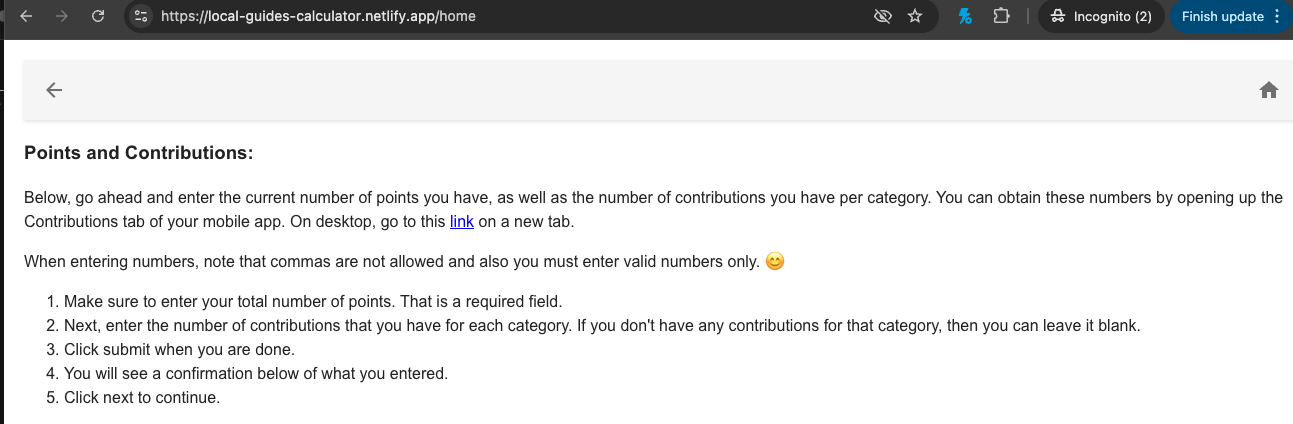 https://local-guides-calculator.netlify.app/home
Incognito (2)
Finish update
Points and Contributions:
Below, go ahead and enter the current number of points you have, as well as the number of contributions you have per category. You can obtain these numbers by opening up the
Contributions tab of your mobile app. On desktop, go to this link on a new tab.
When entering numbers, note that commas are not allowed and also you must enter valid numbers only. 😊
1. Make sure to enter your total number of points. That is a required field.
2. Next, enter the number of contributions that you have for each category. If you don't have any contributions for that category, then you can leave it blank.
3. Click submit when you are done.
4. You will see a confirmation below of what you entered.
5. Click next to continue.